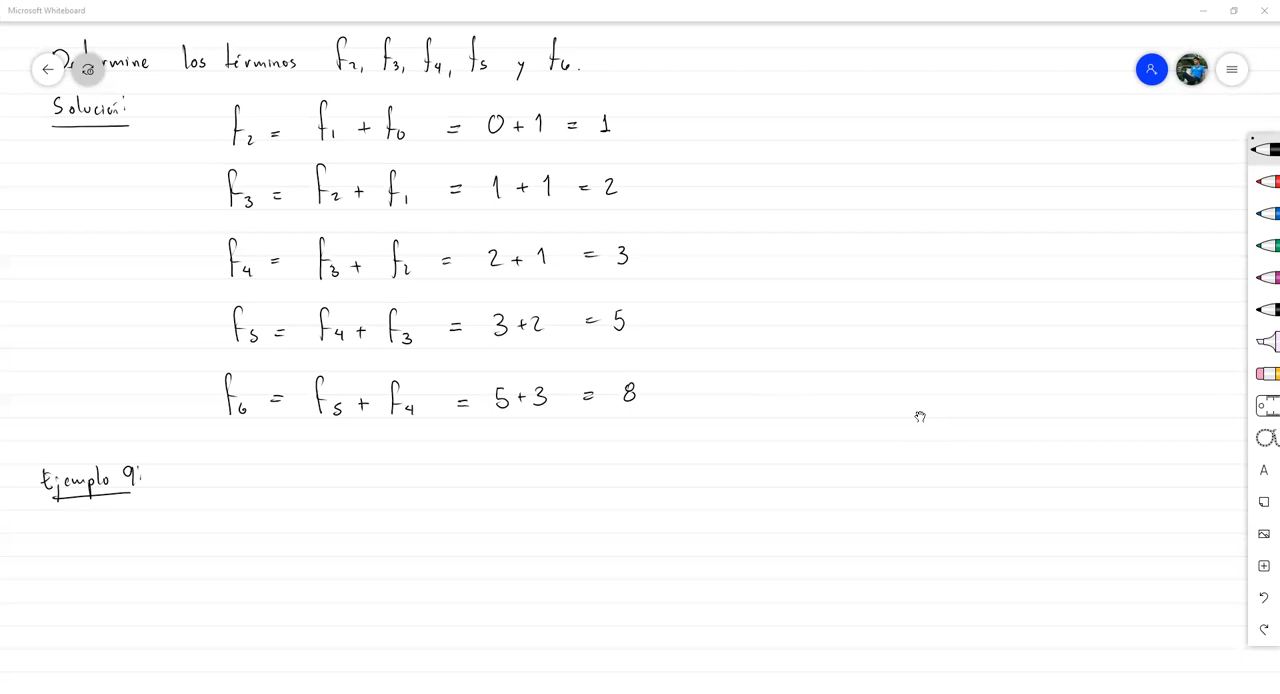 Microsoft Whiteboard
los términos f₂, f₃, f₄, f₅ y f₆.
Solución:
f₂ = f₁ + f₀ = 0 + 1 = 1
f₃ = f₂ + f₁ = 1 + 1 = 2
f₄ = f₃ + f₂ = 2 + 1 = 3
f₅ = f₄ + f₃ = 3 + 2 = 5
f₆ = f₅ + f₄ = 5 + 3 = 8
Ejemplo 9:
A